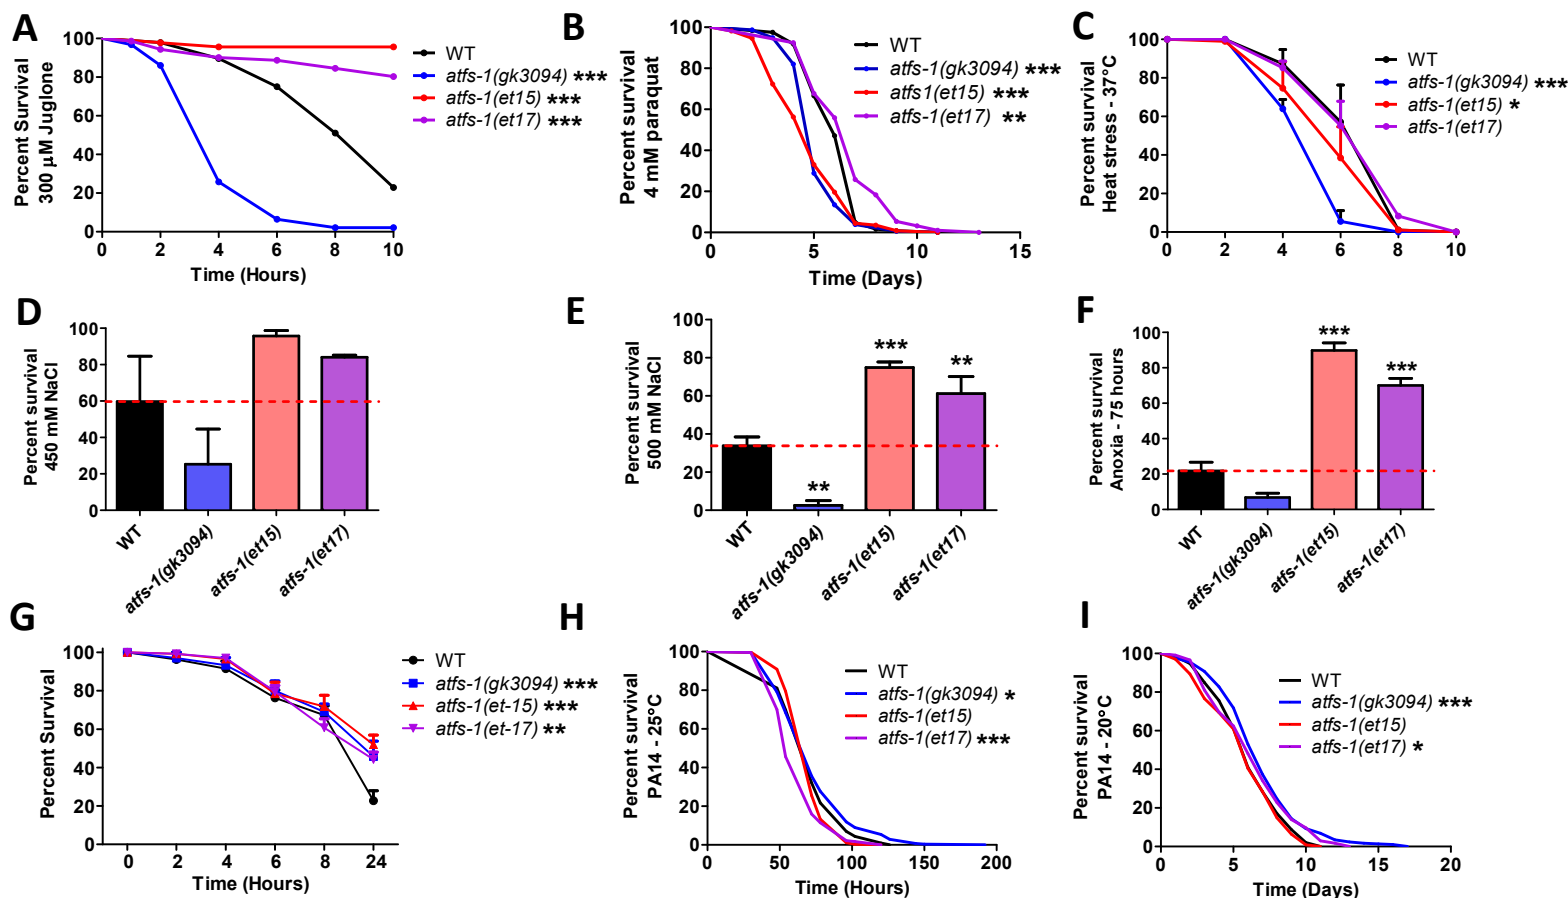 A
Percent Survival
300 µM Juglone
100
80
60
40
20
0
0 2 4 6 8 10
Time (Hours)
WT
atfs-1(gk3094) ***
atfs-1(et15) ***
atfs-1(et17) ***
B
Percent survival
4 mM paraquat
100
80
60
40
20
0
0 5 10 15
Time (Days)
WT
atfs-1(gk3094) ***
atfs-1(et15) ***
atfs-1(et17) **
C
Percent survival
Heat stress - 37°C
100
80
60
40
20
0
0 2 4 6 8 10
WT
atfs-1(gk3094) ***
atfs-1(et15) *
atfs-1(et17)
D
Percent survival
450 mM NaCl
100
80
60
40
20
0
WT
atfs-1(gk3094)
atfs-1(et15)
atfs-1(et17)
E
Percent survival
500 mM NaCl
100
80
60
40
20
0
**
***
**
WT
atfs-1(gk3094)
atfs-1(et15)
atfs-1(et17)
F
Percent survival
Anoxia - 75 hours
100
80
60
40
20
0
***
***
WT
atfs-1(gk3094)
atfs-1(et15)
atfs-1(et17)
G
Percent Survival
100
80
60
40
20
0
0 2 4 6 8 24
Time (Hours)
WT
atfs-1(gk3094) ***
atfs-1(et-15) ***
atfs-1(et-17) **
H
Percent survival
PA14 - 25°C
100
80
60
40
20
0
0 50 100 150 200
Time (Hours)
WT
atfs-1(gk3094) *
atfs-1(et15)
atfs-1(et17) ***
I
Percent survival
PA14 - 20°C
100
80
60
40
20
0
0 5 10 15 20
Time (Days)
WT
atfs-1(gk3094) ***
atfs-1(et15)
atfs-1(et17) *